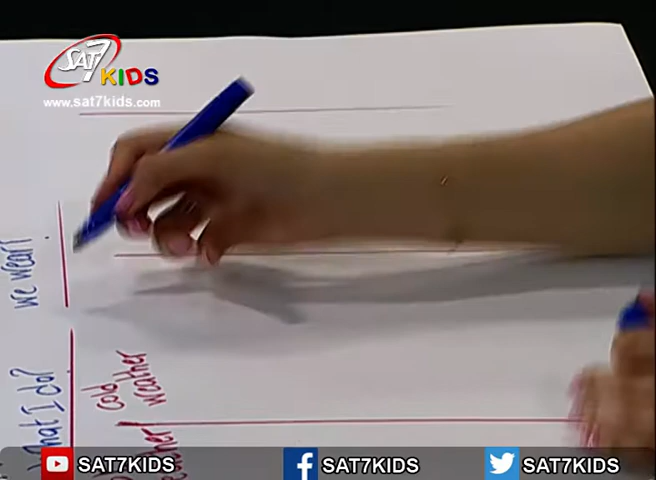 SAT7
KIDS
www.sat7kids.com
we wear?
What I do?
cold
weather
SAT7KIDS
SAT7KIDS
SAT7KIDS